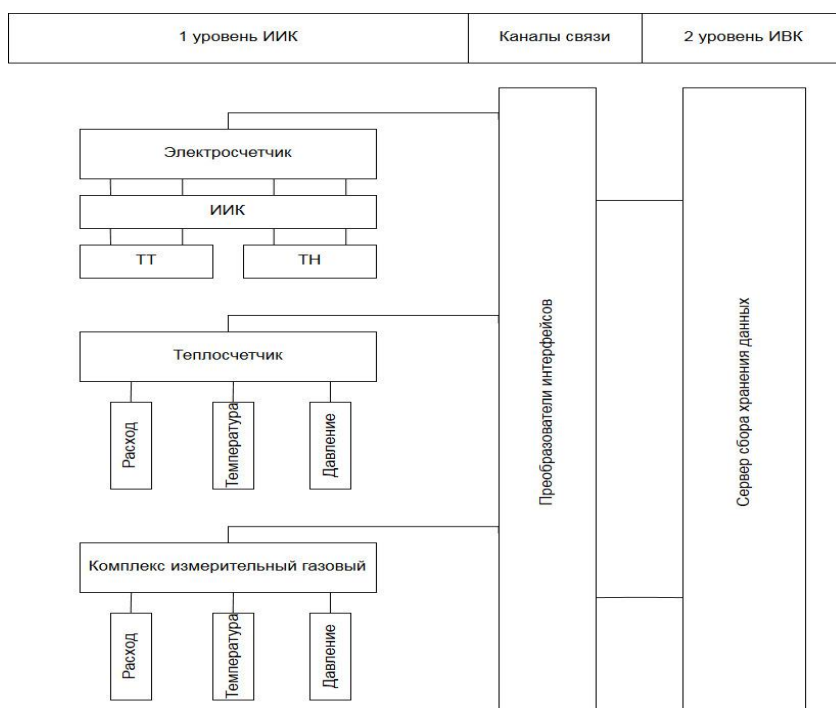 1 уровень ИИК
Каналы связи
2 уровень ИВК
Электросчетчик
ИИК
ТТ
ТН
Теплосчетчик
Расход
Температура
Давление
Комплекс измерительный газовый
Расход
Температура
Давление
Преобразователи интерфейсов
Сервер сбора хранения данных